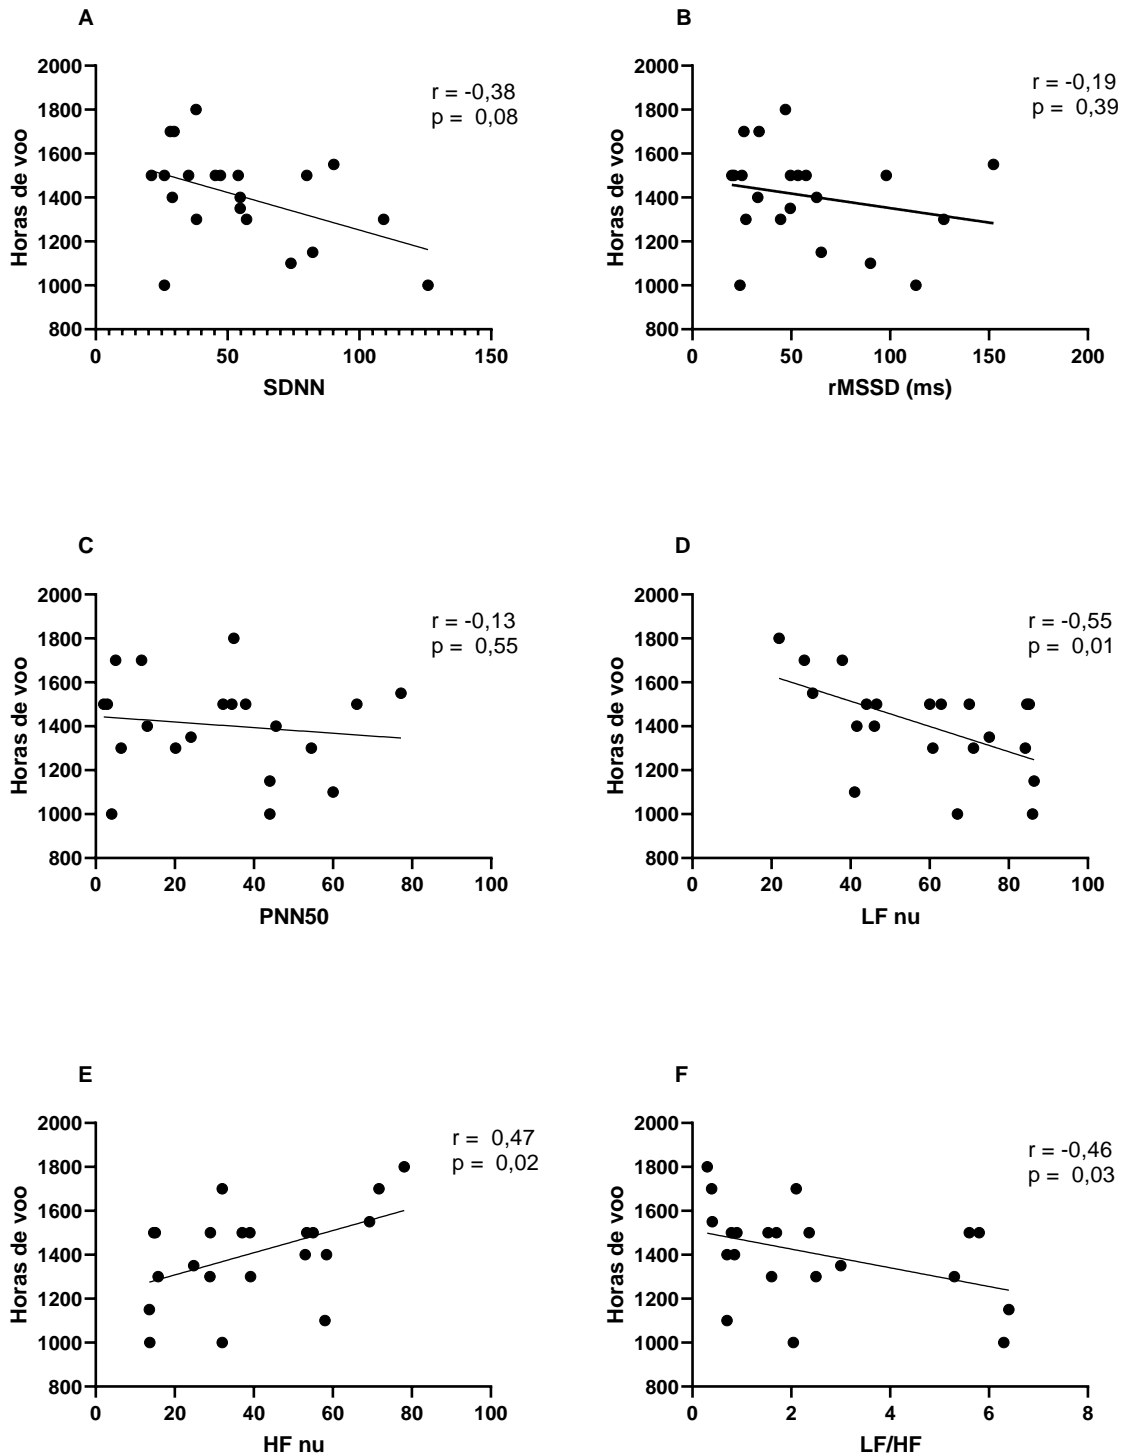 A
2000
1800
1600
1400
1200
1000
800
Horas de voo
r = -0,38
p = 0,08
0 50 100 150
SDNN
B
2000
1800
1600
1400
1200
1000
800
Horas de voo
r = -0,19
p = 0,39
0 50 100 150 200
rMSSD (ms)
C
2000
1800
1600
1400
1200
1000
800
Horas de voo
r = -0,13
p = 0,55
0 20 40 60 80 100
PNN50
D
2000
1800
1600
1400
1200
1000
800
Horas de voo
r = -0,55
p = 0,01
0 20 40 60 80 100
LF nu
E
2000
1800
1600
1400
1200
1000
800
Horas de voo
r = 0,47
p = 0,02
0 20 40 60 80 100
HF nu
F
2000
1800
1600
1400
1200
1000
800
Horas de voo
r = -0,46
p = 0,03
0 2 4 6 8
LF/HF